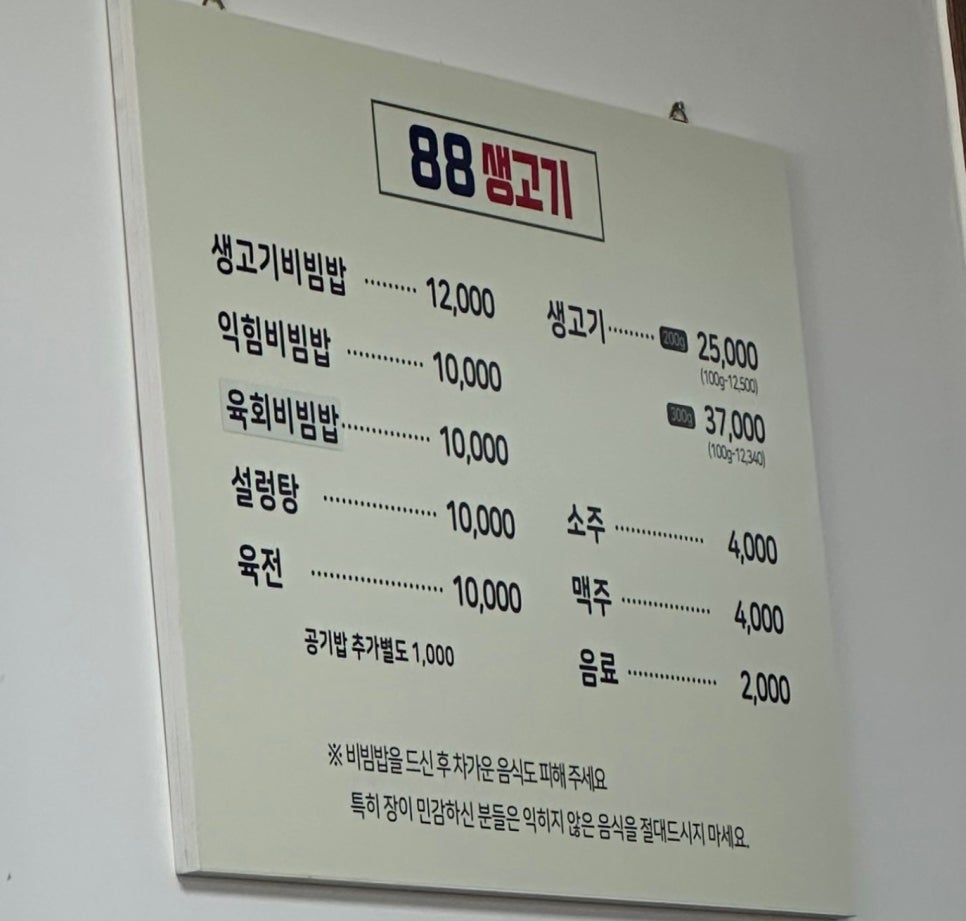 88 생고기
생고기비빔밥 ········· 12,000
익힘비빔밥 ············· 10,000
육회비빔밥··············· 10,000
설렁탕 ··················· 10,000
육전 ······················ 10,000
공기밥 추가별도 1,000
생고기········ 200g 25,000
(100g-12,500)
300g 37,000
(100g-12,340)
소주 ··············· 4,000
맥주 ··············· 4,000
음료 ··············· 2,000
※ 비빔밥을 드신 후 차가운 음식도 피해 주세요
특히 장이 민감하신 분들은 익히지 않은 음식을 절대드시지 마세요.